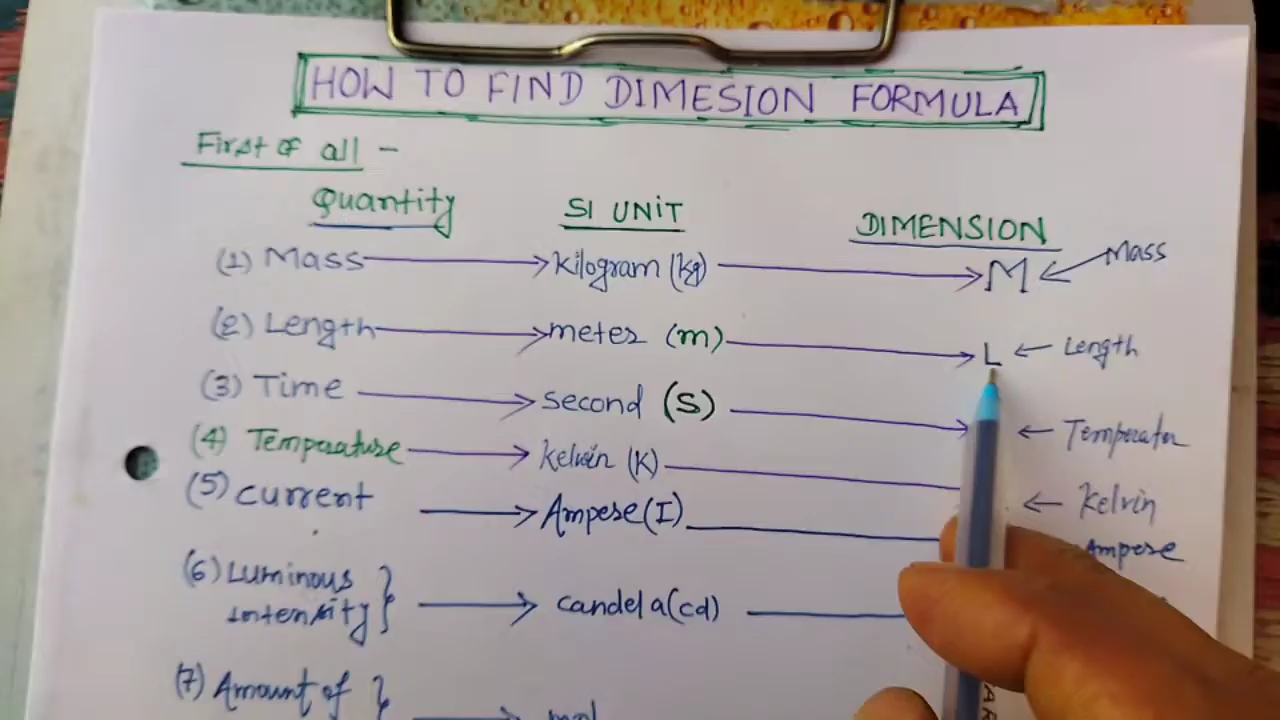 HOW TO FIND DIMESION FORMULA
First of all -
Quantity SI UNIT DIMENSION
(1) Mass kilogram (kg) M Mass
(2) Length meter (m) L Length
(3) Time second (S) Temperater
(4) Temperature kelvin (K) Kelvin
(5) current Ampere (I) Ampere
(6) Luminous intensity candela (cd)
(7) Amount of mol